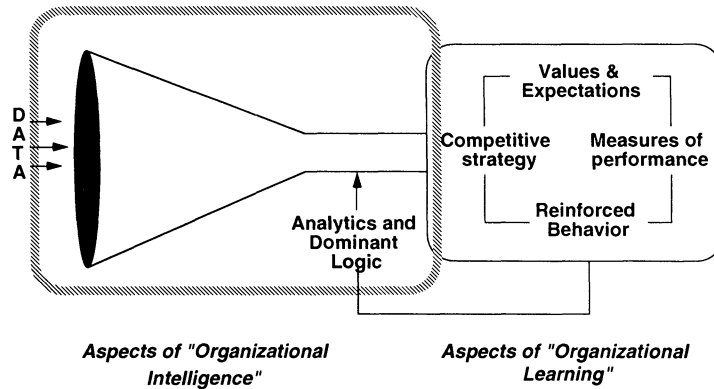 DATA
Values &
Expectations
Competitive
strategy
Measures of
performance
Reinforced
Behavior
Analytics and
Dominant
Logic
Aspects of "Organizational
Intelligence"
Aspects of "Organizational
Learning"